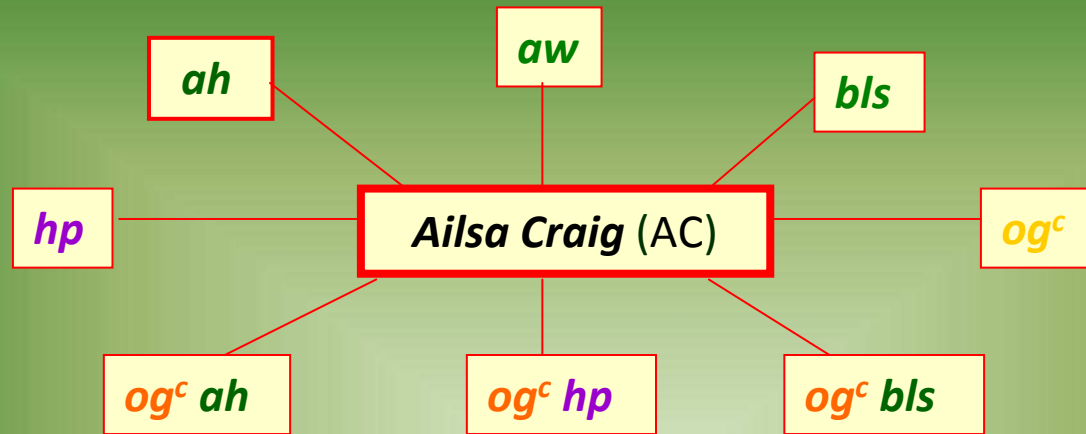 aw
ah
bls
hp
Ailsa Craig (AC)
og^c
og^c ah
og^c hp
og^c bls